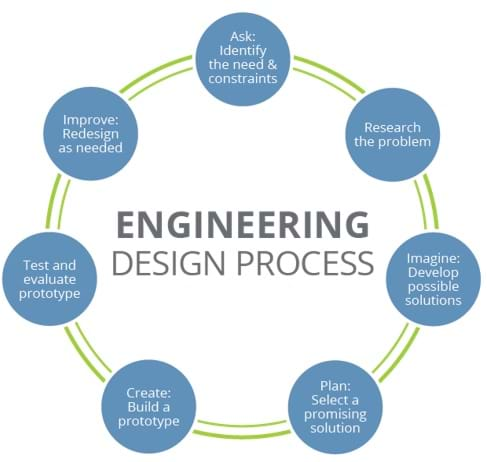 ENGINEERING
DESIGN PROCESS
Ask:
Identify
the need &
constraints
Research
the problem
Imagine:
Develop
possible
solutions
Plan:
Select a
promising
solution
Create:
Build a
prototype
Test and
evaluate
prototype
Improve:
Redesign
as needed